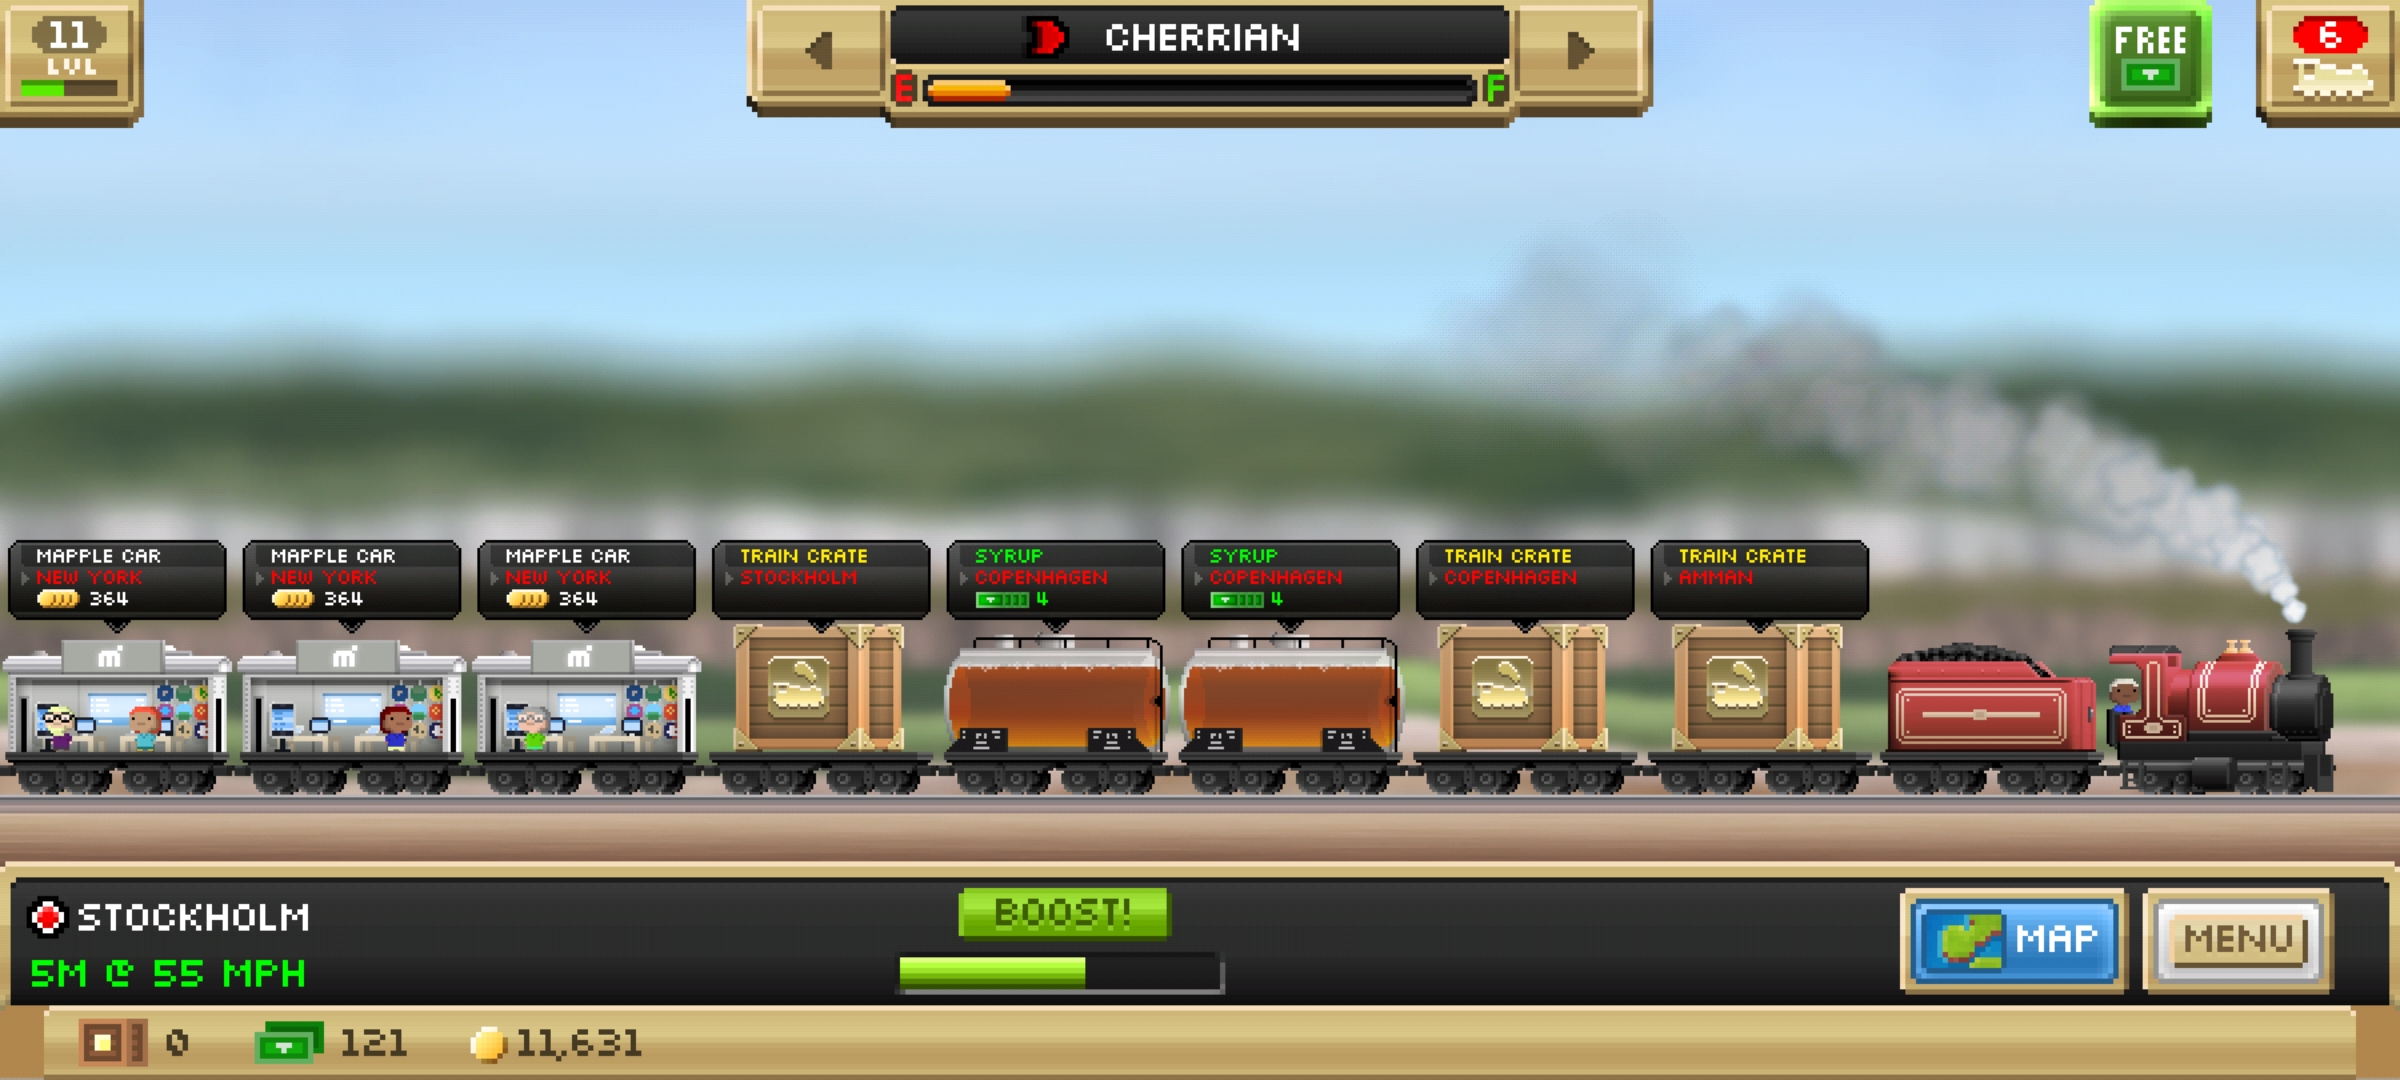 11
LVL
CHERRIAN
E F
FREE
6
MAPPLE CAR
NEW YORK
364
MAPPLE CAR
NEW YORK
364
MAPPLE CAR
NEW YORK
364
TRAIN CRATE
STOCKHOLM
SYRUP
COPENHAGEN
4
SYRUP
COPENHAGEN
4
TRAIN CRATE
COPENHAGEN
TRAIN CRATE
AMMAN
m
m
m
STOCKHOLM
5M @ 55 MPH
BOOST!
MAP
MENU
0
121
11,631